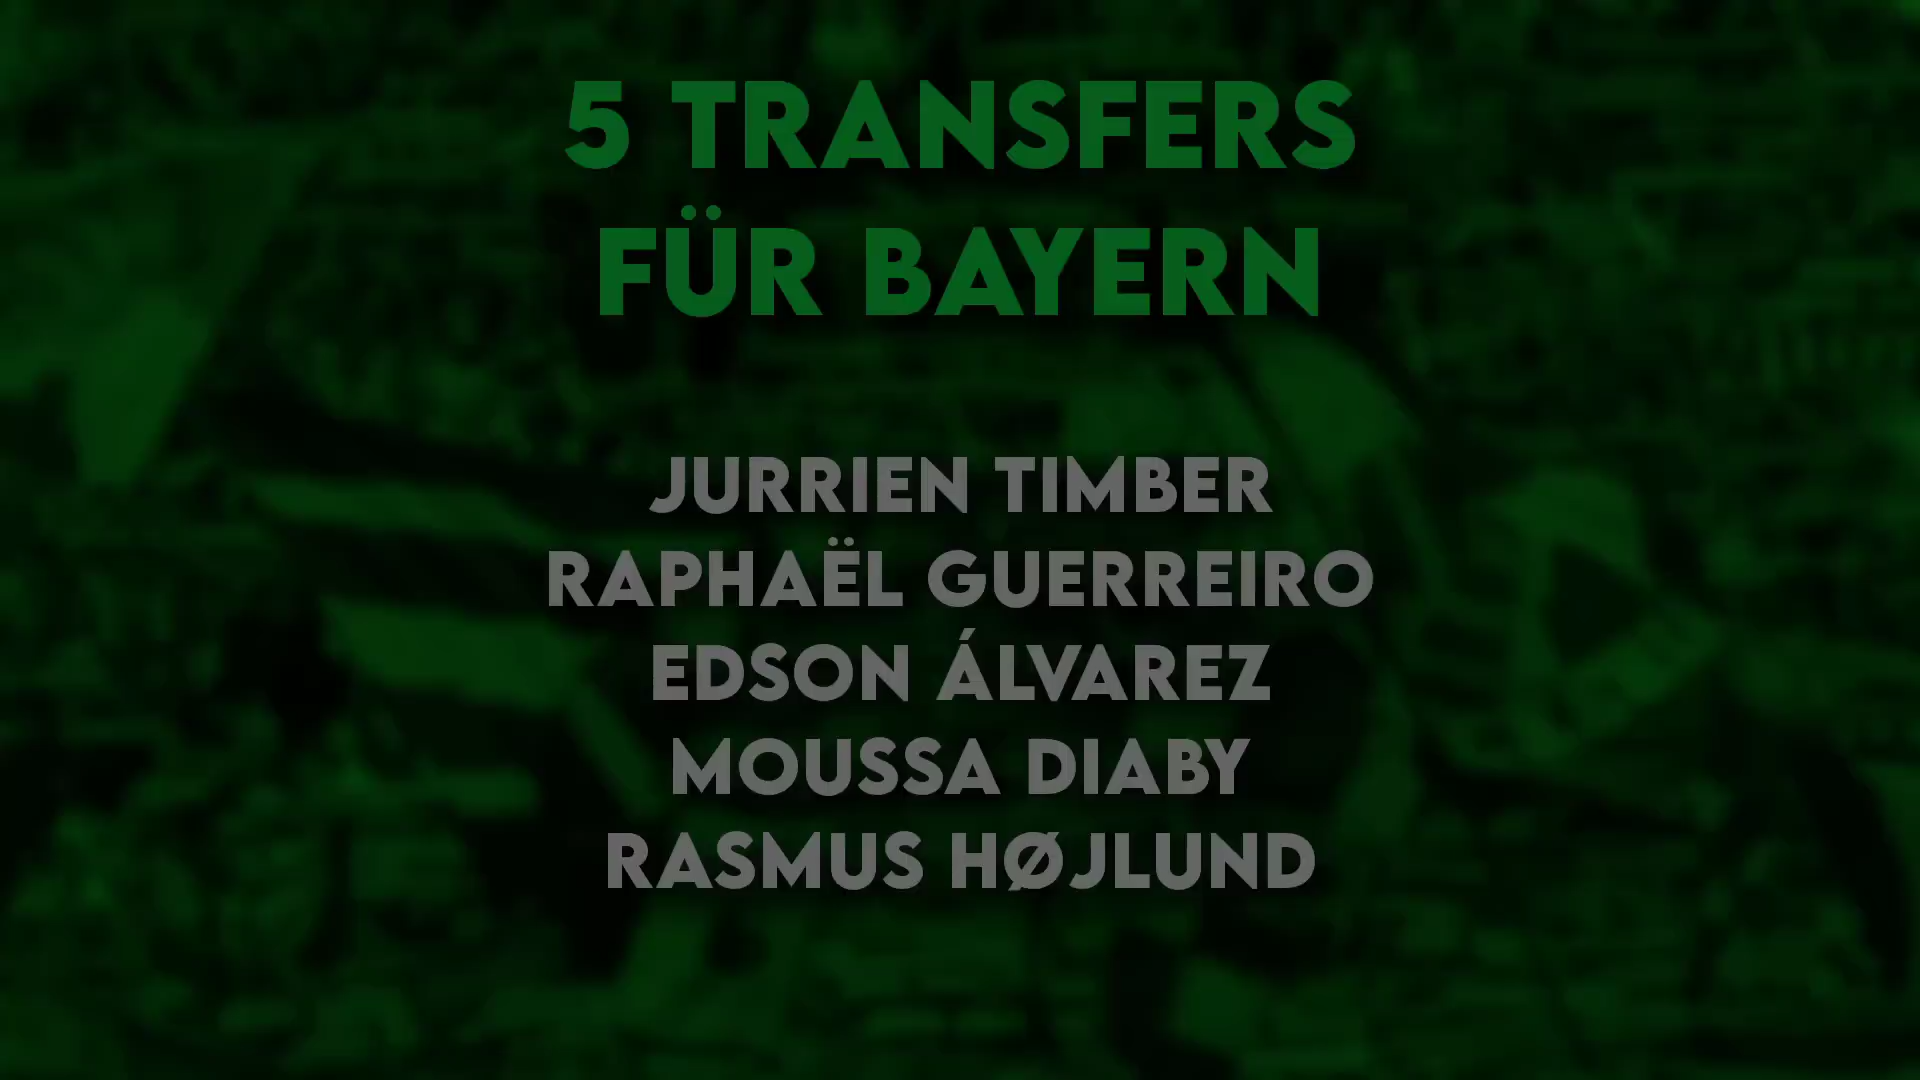 5 TRANSFERS
FÜR BAYERN
JURRIEN TIMBER
RAPHAËL GUERREIRO
EDSON ÁLVAREZ
MOUSSA DIABY
RASMUS HØJLUND